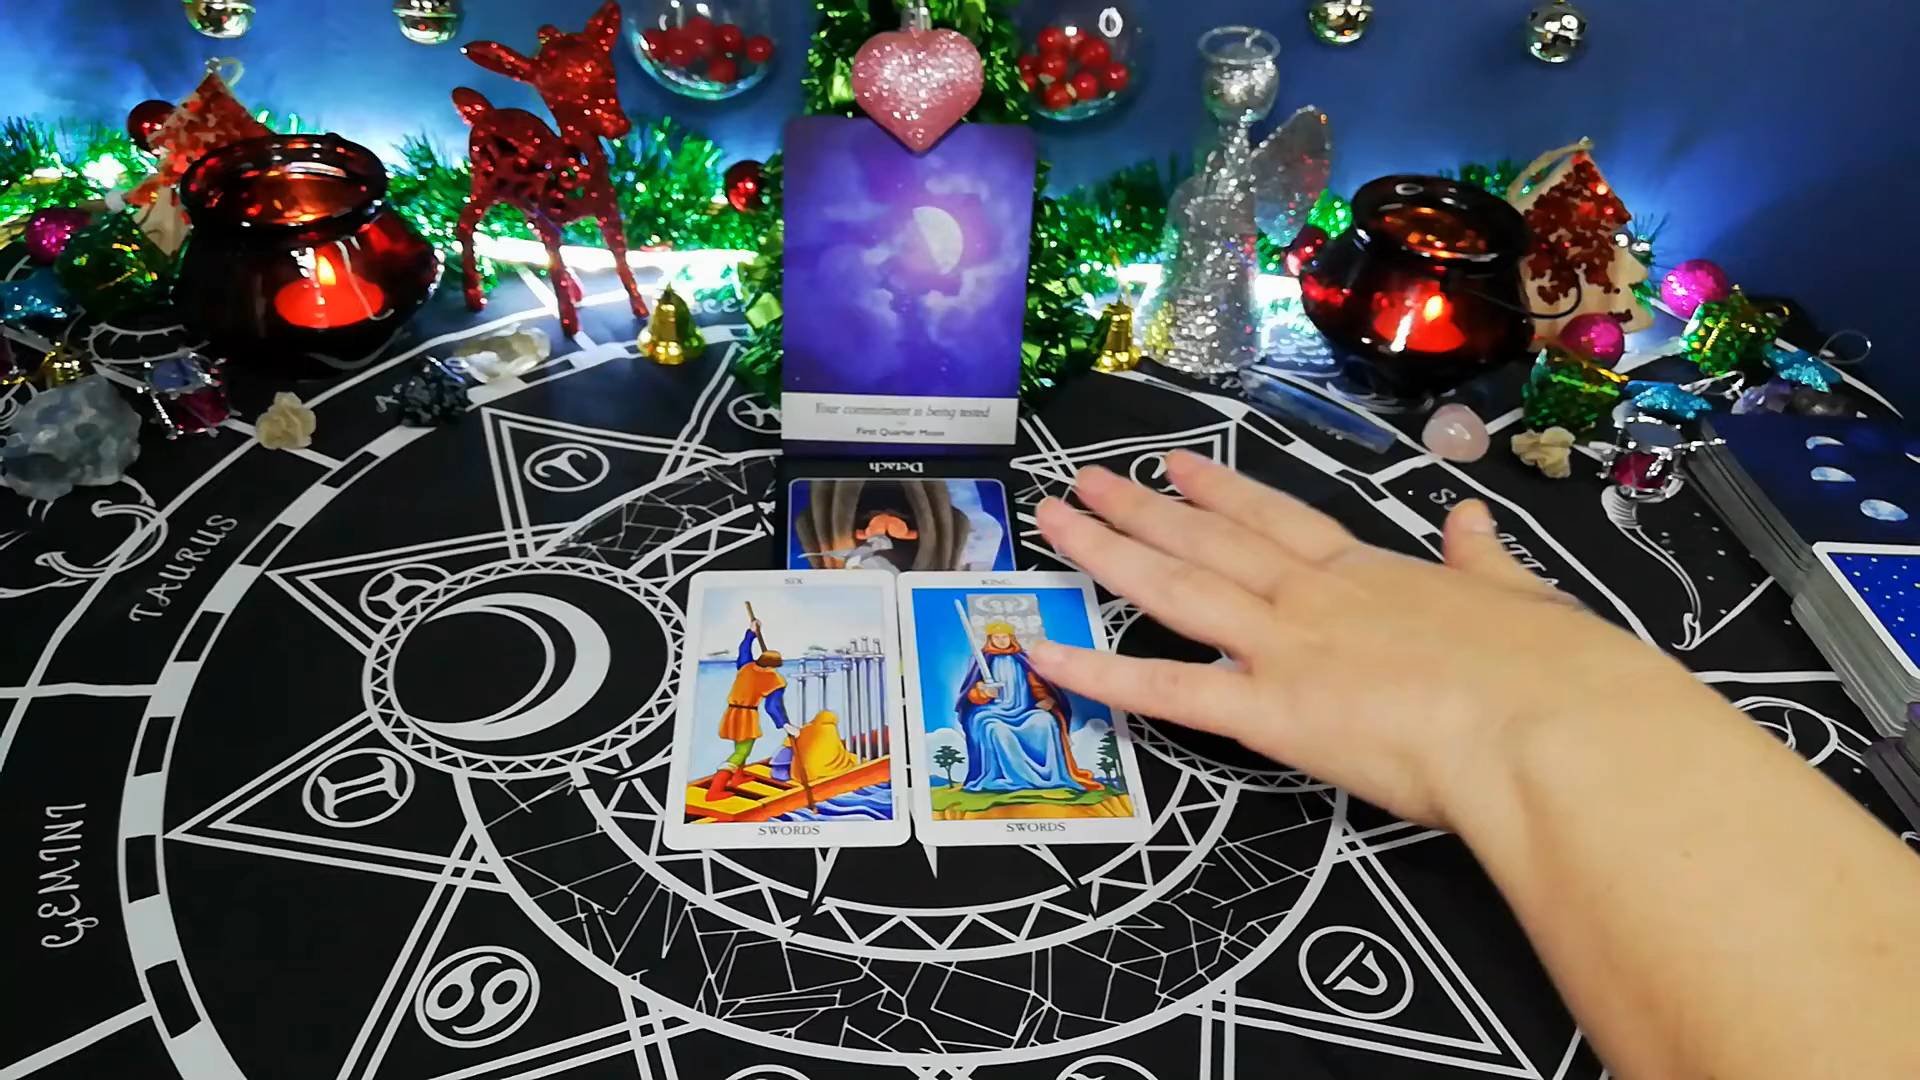 Your commitment is being tested
First Quarter Moon
Detach
TAURUS
SIX
KING
SWORDS
SWORDS
GEMINI